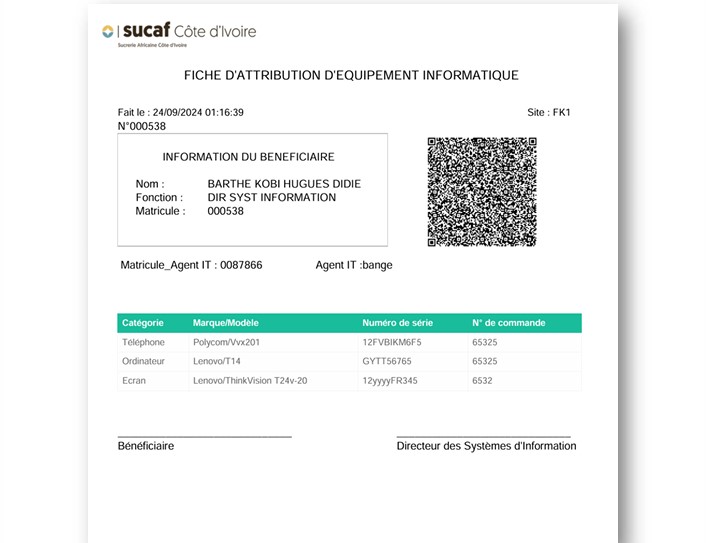 sucaf Côte d'Ivoire
Sucrerie Africaine Côte d'Ivoire
FICHE D'ATTRIBUTION D'EQUIPEMENT INFORMATIQUE
Fait le : 24/09/2024 01:16:39 Site : FK1
N°000538
INFORMATION DU BENEFICIAIRE
Nom : BARTHE KOBI HUGUES DIDIE
Fonction : DIR SYST INFORMATION
Matricule : 000538
Matricule_Agent IT : 0087866 Agent IT :bange
Catégorie Marque/Modèle Numéro de série N° de commande
Téléphone Polycom/Vvx201 12FVBIKM6F5 65325
Ordinateur Lenovo/T14 GYTT56765 65325
Ecran Lenovo/ThinkVision T24v-20 12yyyyFR345 6532
Bénéficiaire Directeur des Systèmes d'Information